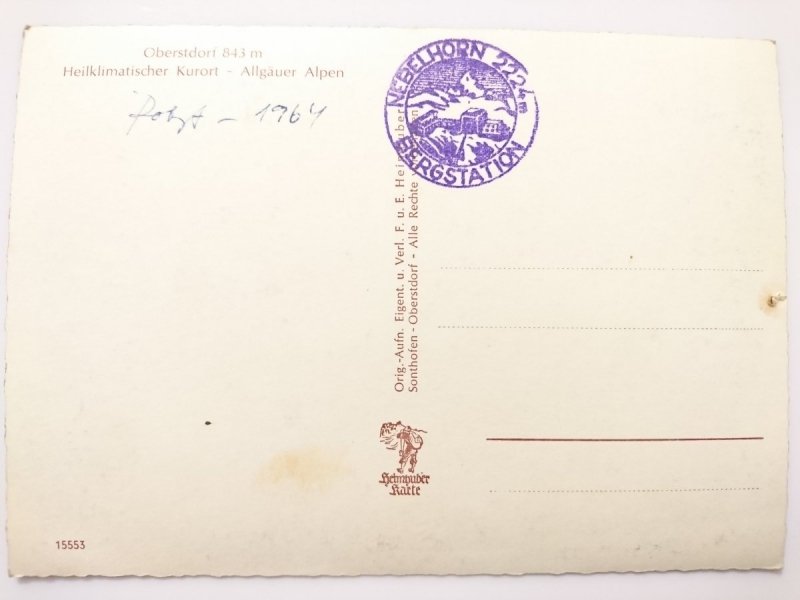 Oberstdorf 843 m
Heilklimatischer Kurort - Allgäuer Alpen
- 1964
NEBELHORN 2224m
BERGSTATION
Orig.-Aufn. Eigent. u. Verl. F. u. E. Heimhuber
Sonthofen - Oberstdorf - Alle Rechte
Heimhuber
Karte
15553